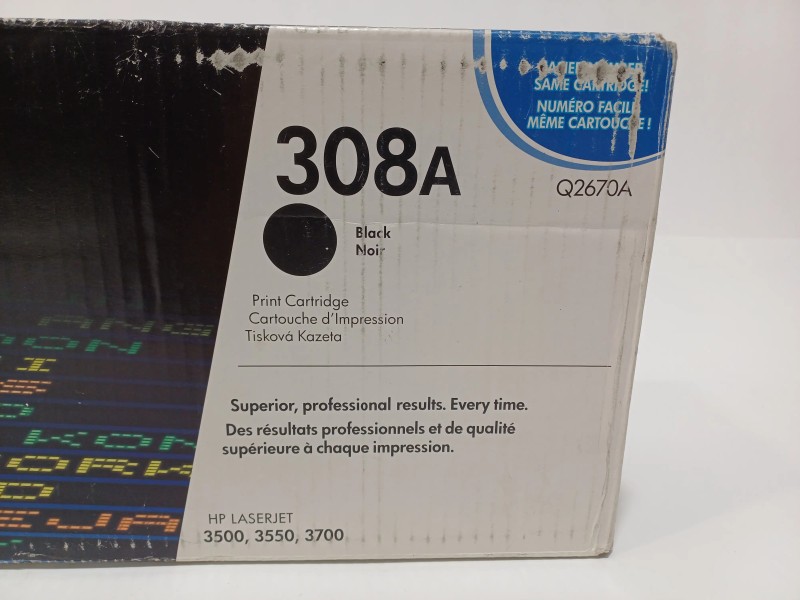 SAME CARTRIDGE!
NUMÉRO FACILE
MÊME CARTOUCHE!
308A
Q2670A
Black
Noir
Print Cartridge
Cartouche d'Impression
Tisková Kazeta
Superior, professional results. Every time.
Des résultats professionnels et de qualité
supérieure à chaque impression.
HP LASERJET
3500, 3550, 3700